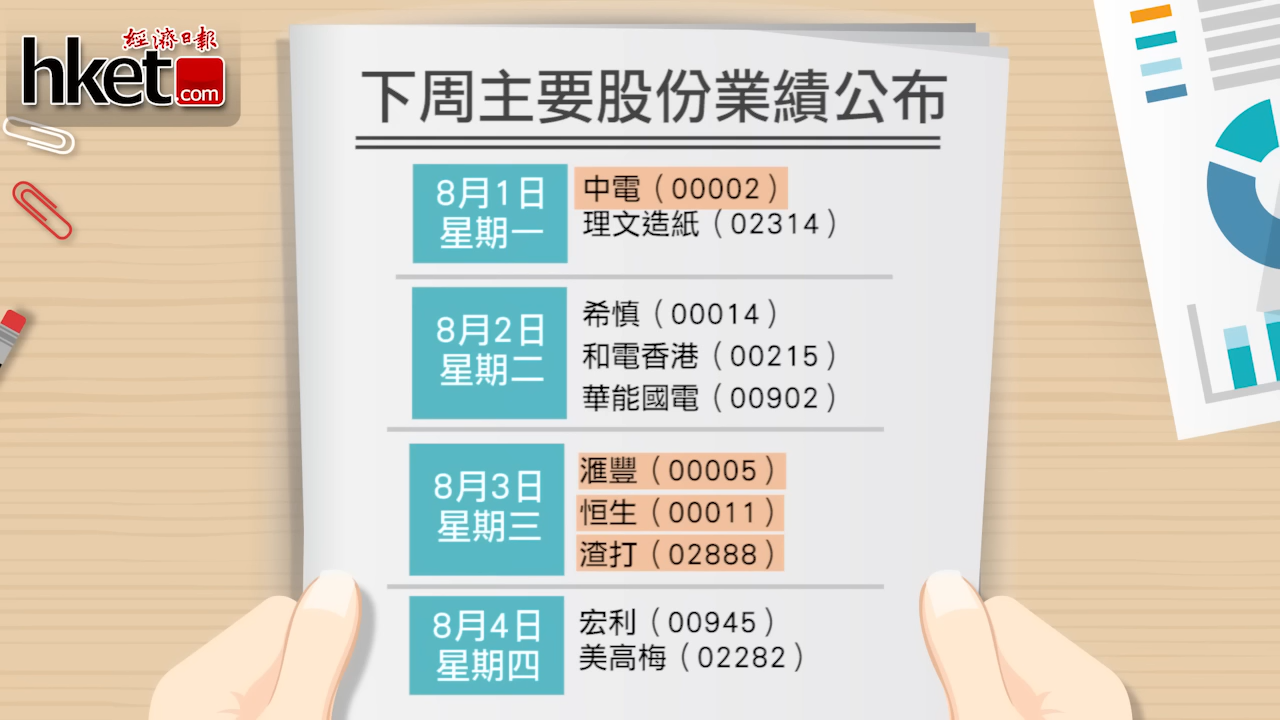 經濟日報
hket
.com
下周主要股份業績公布
8月1日
星期一
中電（00002）
理文造紙（02314）
8月2日
星期二
希慎（00014）
和電香港（00215）
華能國電（00902）
8月3日
星期三
滙豐（00005）
恒生（00011）
渣打（02888）
8月4日
星期四
宏利（00945）
美高梅（02282）